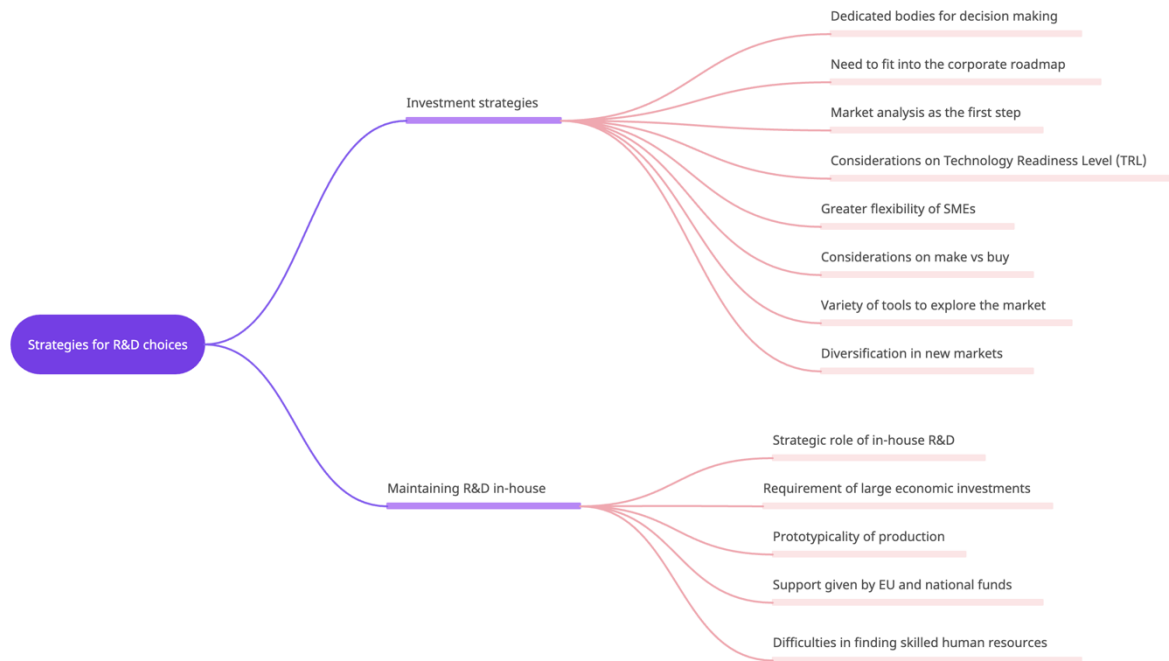 Strategies for R&D choices
Investment strategies
Dedicated bodies for decision making
Need to fit into the corporate roadmap
Market analysis as the first step
Considerations on Technology Readiness Level (TRL)
Greater flexibility of SMEs
Considerations on make vs buy
Variety of tools to explore the market
Diversification in new markets
Maintaining R&D in-house
Strategic role of in-house R&D
Requirement of large economic investments
Prototypicality of production
Support given by EU and national funds
Difficulties in finding skilled human resources